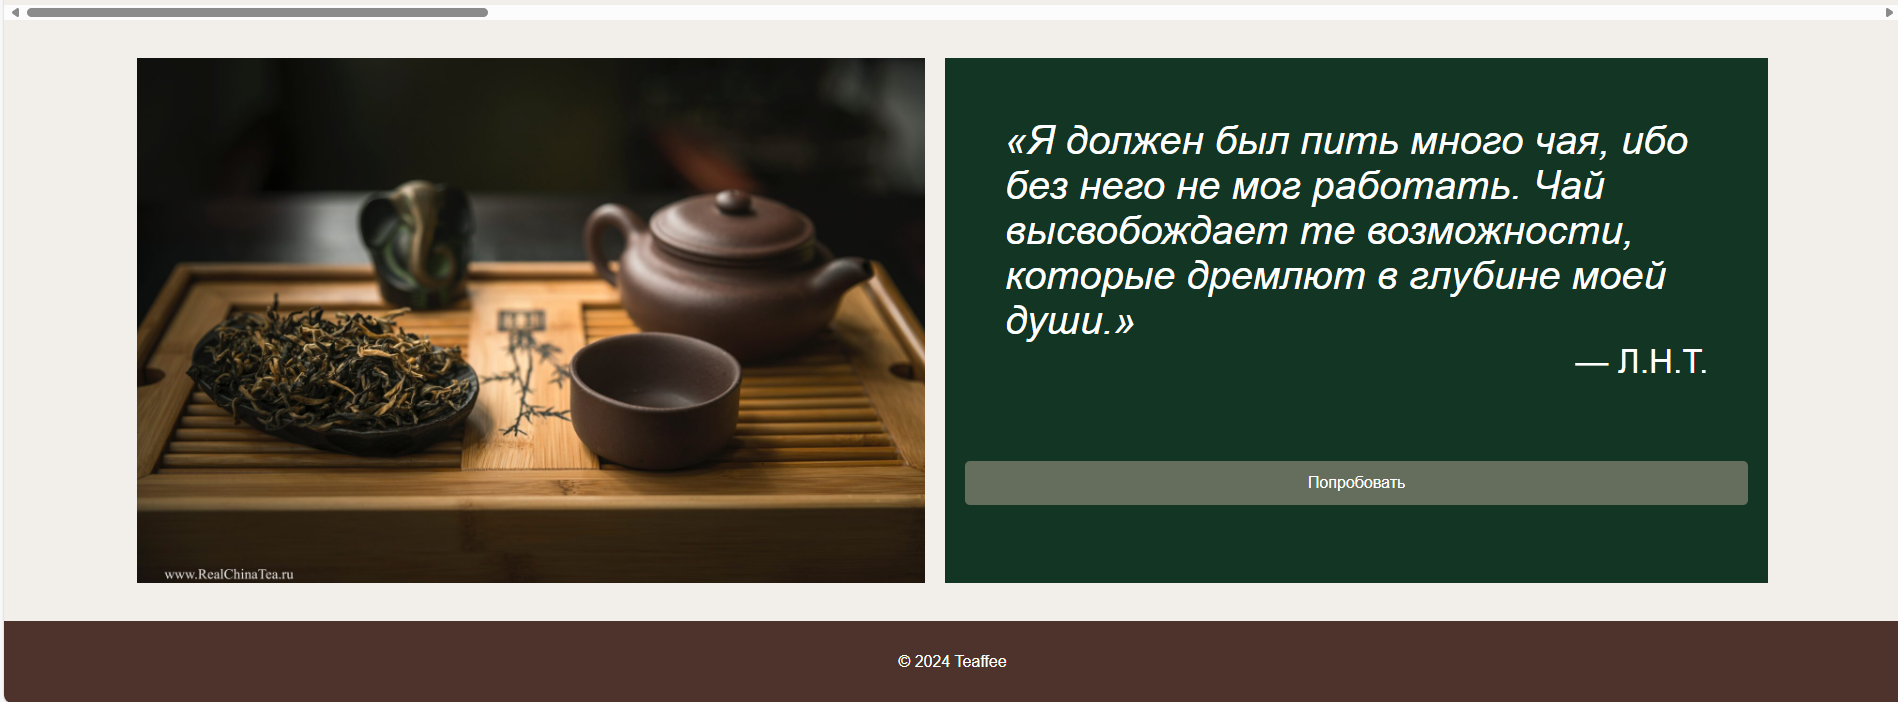 «Я должен был пить много чая, ибо
без него не мог работать. Чай
высвобождает те возможности,
которые дремлют в глубине моей
души.»
— Л.Н.Т.
Попробовать
www.RealChinaTea.ru
© 2024 Teaffee